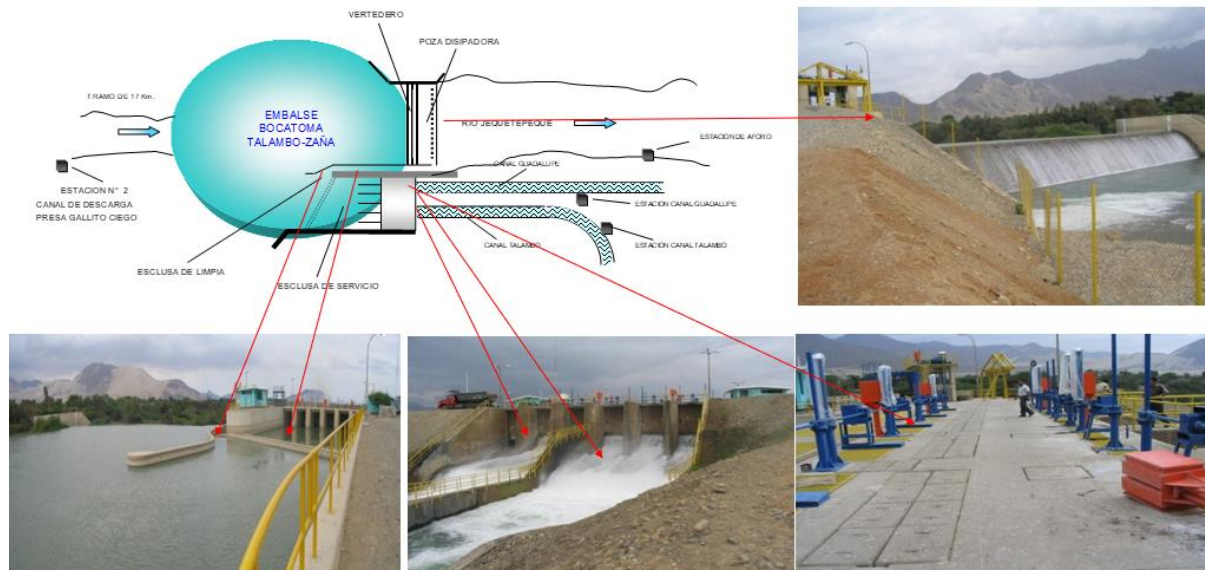 VERTEDERO
POZA DISIPADORA
TRAMO DE 17 Km.
EMBALSE
BOCATOMA
TALAMBO-ZAÑA
RIO JEQUETEPEQUE
ESTACION DE AFORO
CANAL GUADALUPE
ESTACION N° 2
CANAL DE DESCARGA
PRESA GALLITO CIEGO
ESTACIÓN CANAL GUADALUPE
CANAL TALAMBO
ESTACIÓN CANAL TALAMBO
ESCLUSA DE LIMPIA
ESCLUSA DE SERVICIO